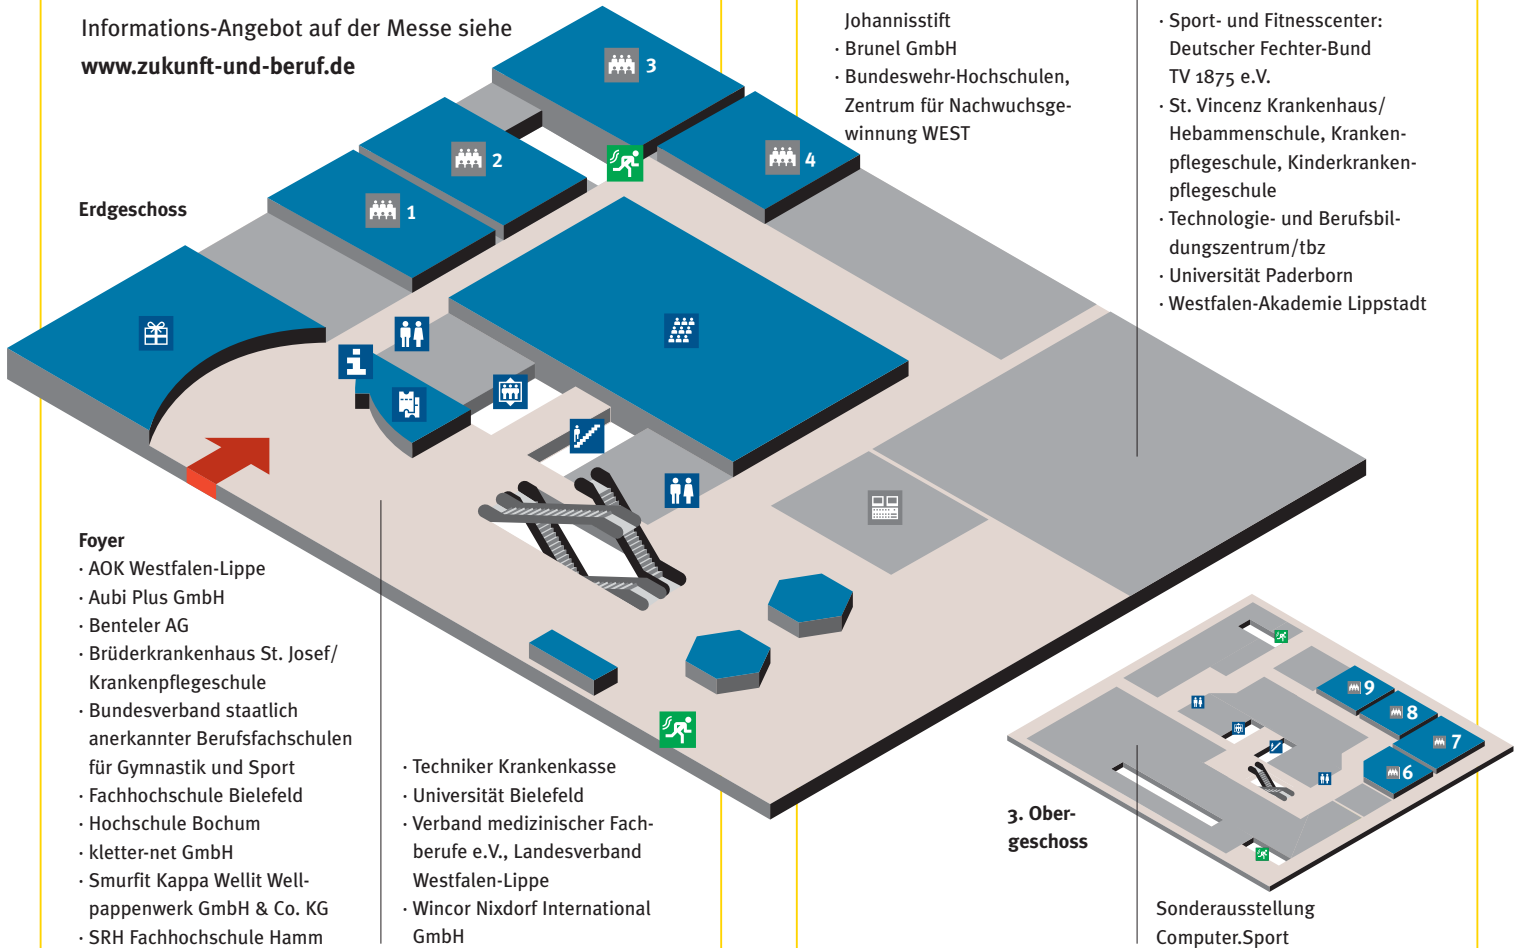 Informations-Angebot auf der Messe siehe
www.zukunft-und-beruf.de
Erdgeschoss
1
2
3
4
Foyer
· AOK Westfalen-Lippe
· Aubi Plus GmbH
· Benteler AG
· Brüderkrankenhaus St. Josef/
Krankenpflegeschule
· Bundesverband staatlich
anerkannter Berufsfachschulen
für Gymnastik und Sport
· Fachhochschule Bielefeld
· Hochschule Bochum
· kletter-net GmbH
· Smurfit Kappa Wellit Well-
pappenwerk GmbH & Co. KG
· SRH Fachhochschule Hamm
· Techniker Krankenkasse
· Universität Bielefeld
· Verband medizinischer Fach-
berufe e.V., Landesverband
Westfalen-Lippe
· Wincor Nixdorf International
GmbH
Johannisstift
· Brunel GmbH
· Bundeswehr-Hochschulen,
Zentrum für Nachwuchsge-
winnung WEST
· Sport- und Fitnesscenter:
Deutscher Fechter-Bund
TV 1875 e.V.
· St. Vincenz Krankenhaus/
Hebammenschule, Kranken-
pflegeschule, Kinderkranken-
pflegeschule
· Technologie- und Berufsbil-
dungszentrum/tbz
· Universität Paderborn
· Westfalen-Akademie Lippstadt
9
8
7
6
3. Ober-
geschoss
Sonderausstellung
Computer.Sport